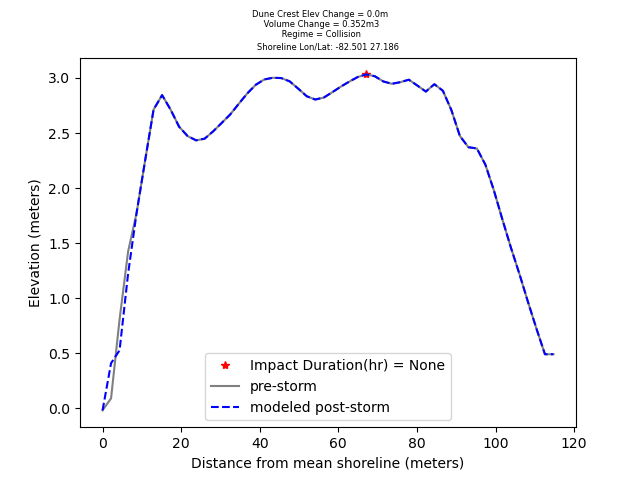 Dune Crest Elev Change = 0.0m
Volume Change = 0.352m3
Regime = Collision
Shoreline Lon/Lat: -82.501 27.186
3.0
2.5
2.0
1.5
1.0
0.5
0.0
Elevation (meters)
Impact Duration(hr) = None
pre-storm
modeled post-storm
0 20 40 60 80 100 120
Distance from mean shoreline (meters)